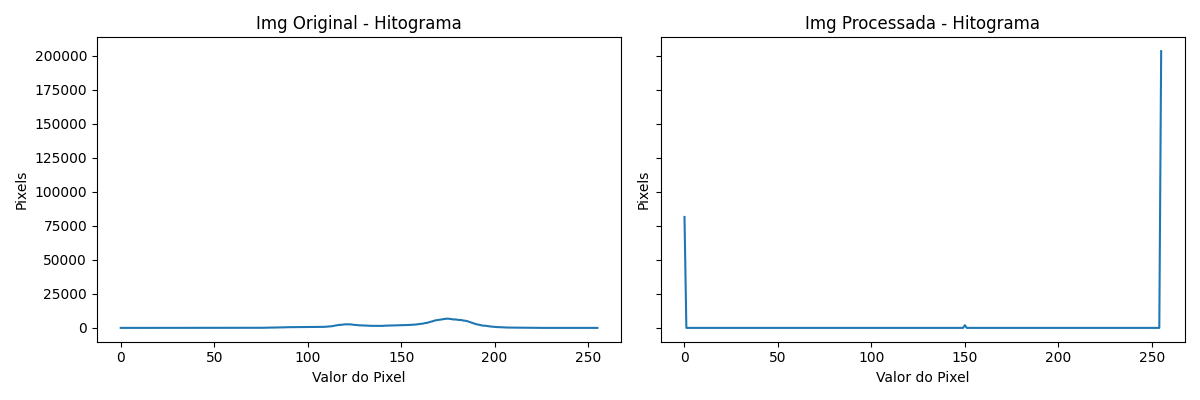 Img Original - Hitograma
Img Processada - Hitograma
200000
175000
150000
125000
100000
75000
50000
25000
0
Pixels
Pixels
0 50 100 150 200 250
0 50 100 150 200 250
Valor do Pixel
Valor do Pixel